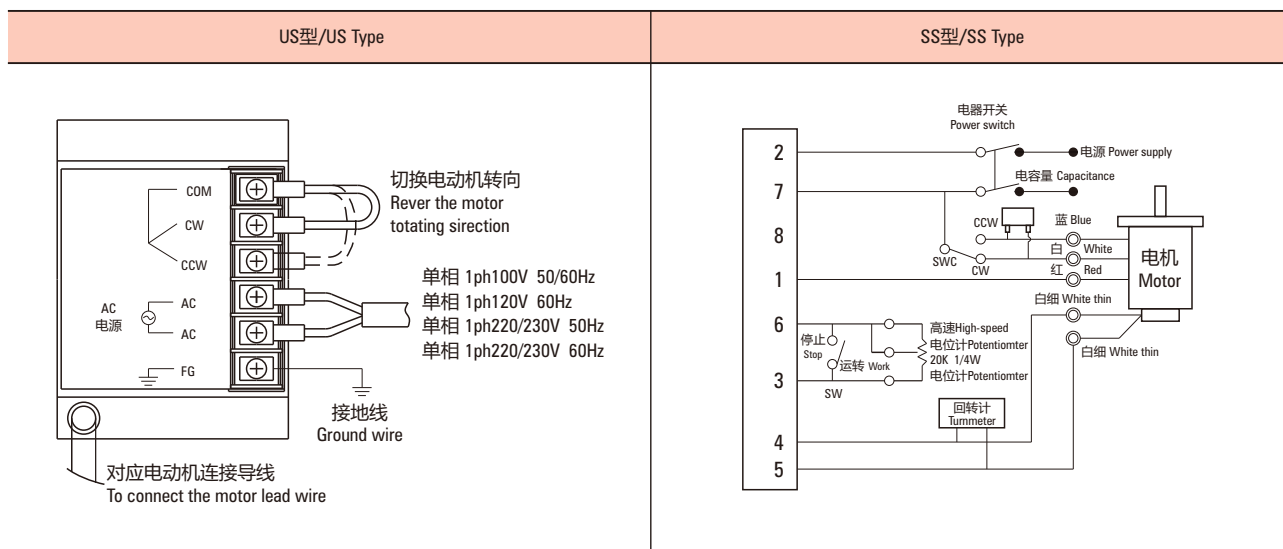 US型/US Type
SS型/SS Type
COM
CW
CCW
AC
电源
AC
AC
FG
切换电动机转向
Rever the motor
totating sirection
单相 1ph100V 50/60Hz
单相 1ph120V 60Hz
单相 1ph220/230V 50Hz
单相 1ph220/230V 60Hz
接地线
Ground wire
对应电动机连接导线
To connect the motor lead wire
电器开关
Power switch
2
电源 Power supply
7
电容量 Capacitance
8
CCW
蓝 Blue
白 White
SWC
CW
红 Red
1
电机
Motor
白细 White thin
6
停止
Stop
运转 Work
高速High-speed
电位计Potentiomter
20K 1/4W
电位计Potentiomter
白细 White thin
3
SW
回转计
Turnmeter
4
5